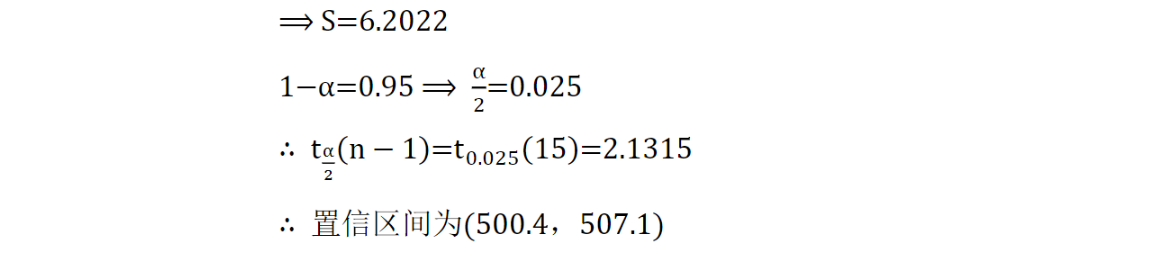 ⟹ S=6.2022
1−α=0.95 ⟹ α/2=0.025
∴ t_{α/2}(n − 1)=t_{0.025}(15)=2.1315
∴ 置信区间为(500.4，507.1)